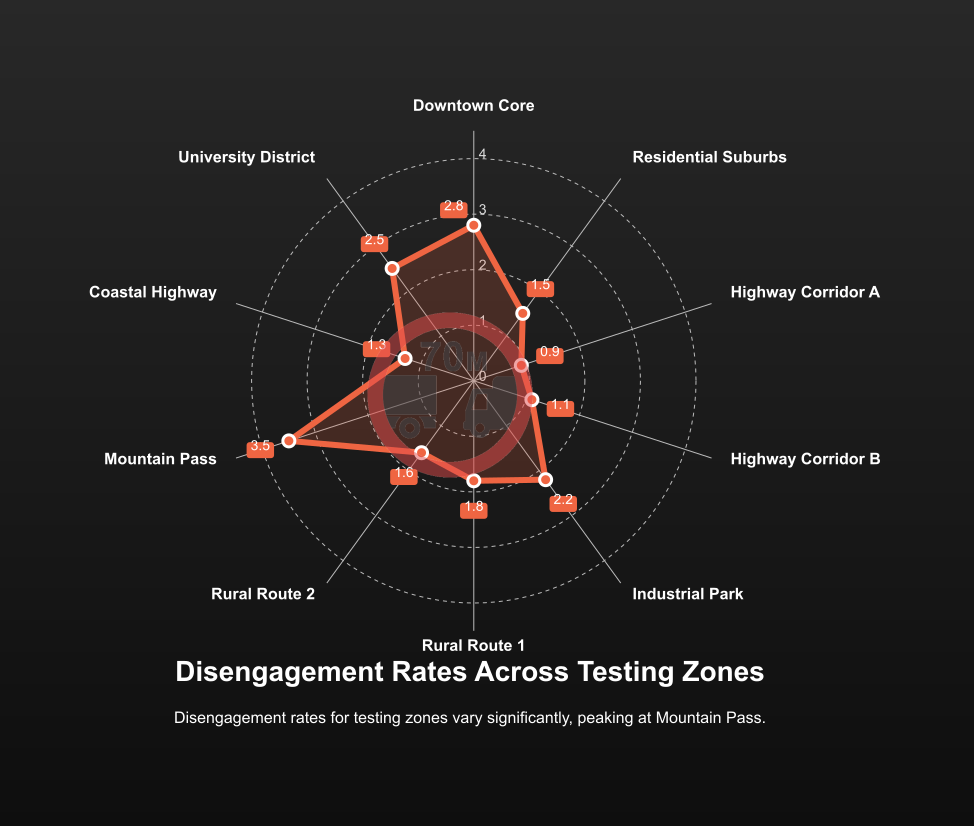 Downtown Core
University District
Residential Suburbs
4
2.8
3
2.5
2
1.5
Coastal Highway
Highway Corridor A
1
1.3
0.9
70M
0
1.1
3.5
Mountain Pass
Highway Corridor B
1.6
2.2
1.8
Rural Route 2
Industrial Park
Rural Route 1
Disengagement Rates Across Testing Zones
Disengagement rates for testing zones vary significantly, peaking at Mountain Pass.